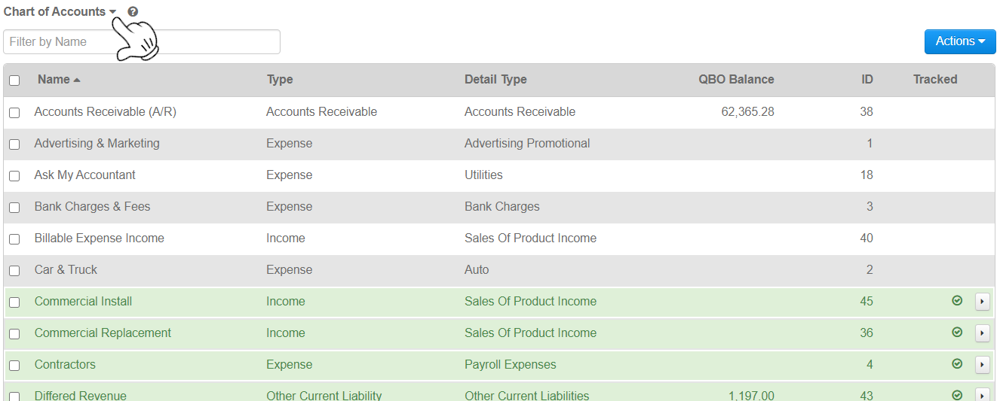 Chart of Accounts
Filter by Name
Actions
Name Type Detail Type QBO Balance ID Tracked
Accounts Receivable (A/R) Accounts Receivable Accounts Receivable 62,365.28 38
Advertising & Marketing Expense Advertising Promotional 1
Ask My Accountant Expense Utilities 18
Bank Charges & Fees Expense Bank Charges 3
Billable Expense Income Income Sales Of Product Income 40
Car & Truck Expense Auto 2
Commercial Install Income Sales Of Product Income 45
Commercial Replacement Income Sales Of Product Income 36
Contractors Expense Payroll Expenses 4
Differed Revenue Other Current Liability Other Current Liabilities 1,197.00 43